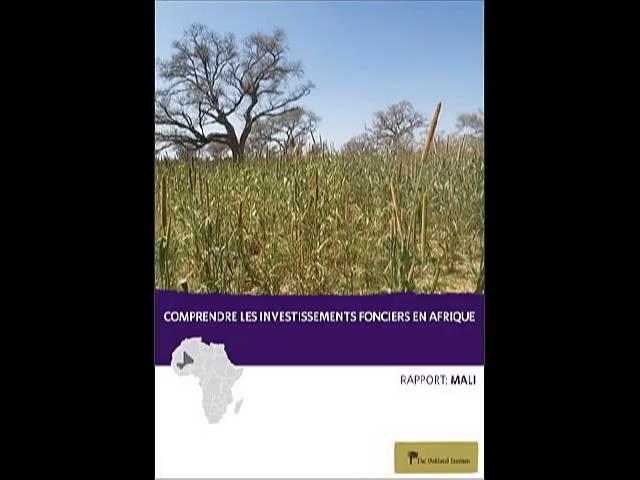 COMPRENDRE LES INVESTISSEMENTS FONCIERS EN AFRIQUE
RAPPORT: MALI
The Oakland Institute